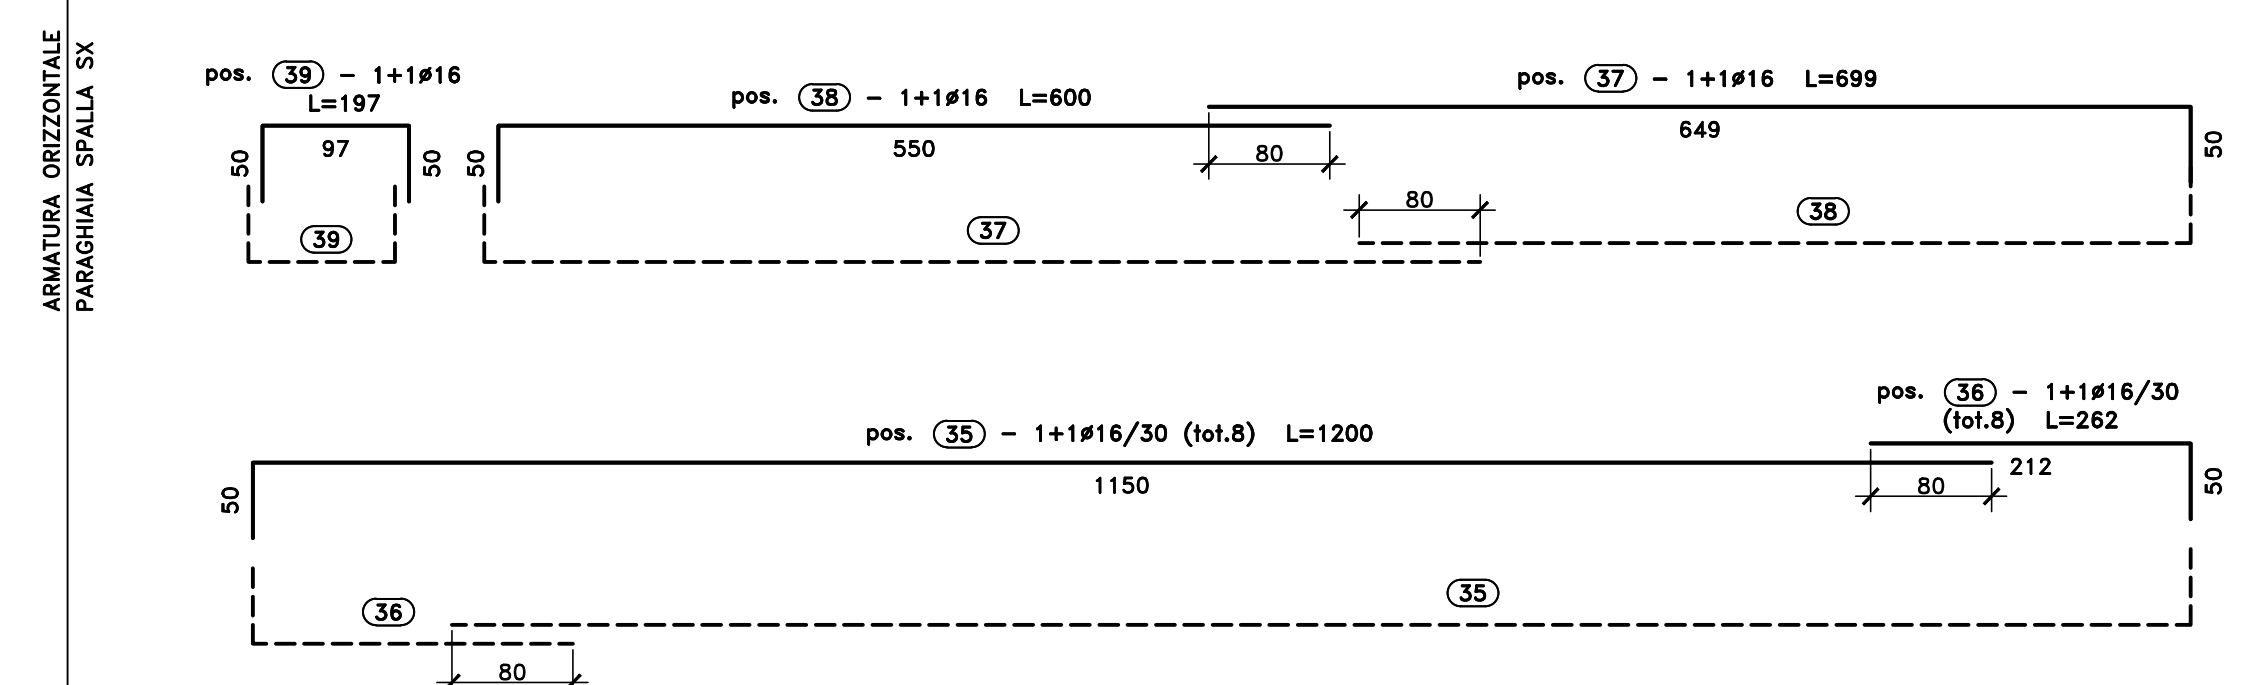 ARMATURA ORIZZONTALE
PARAGHIAIA SPALLA SX
pos. 39 - 1+1ø16
L=197
97
50
50
39
pos. 38 - 1+1ø16 L=600
50
550
80
37
pos. 37 - 1+1ø16 L=699
649
50
80
38
pos. 35 - 1+1ø16/30 (tot.8) L=1200
50
1150
pos. 36 - 1+1ø16/30
(tot.8) L=262
212
80
50
36
35
80